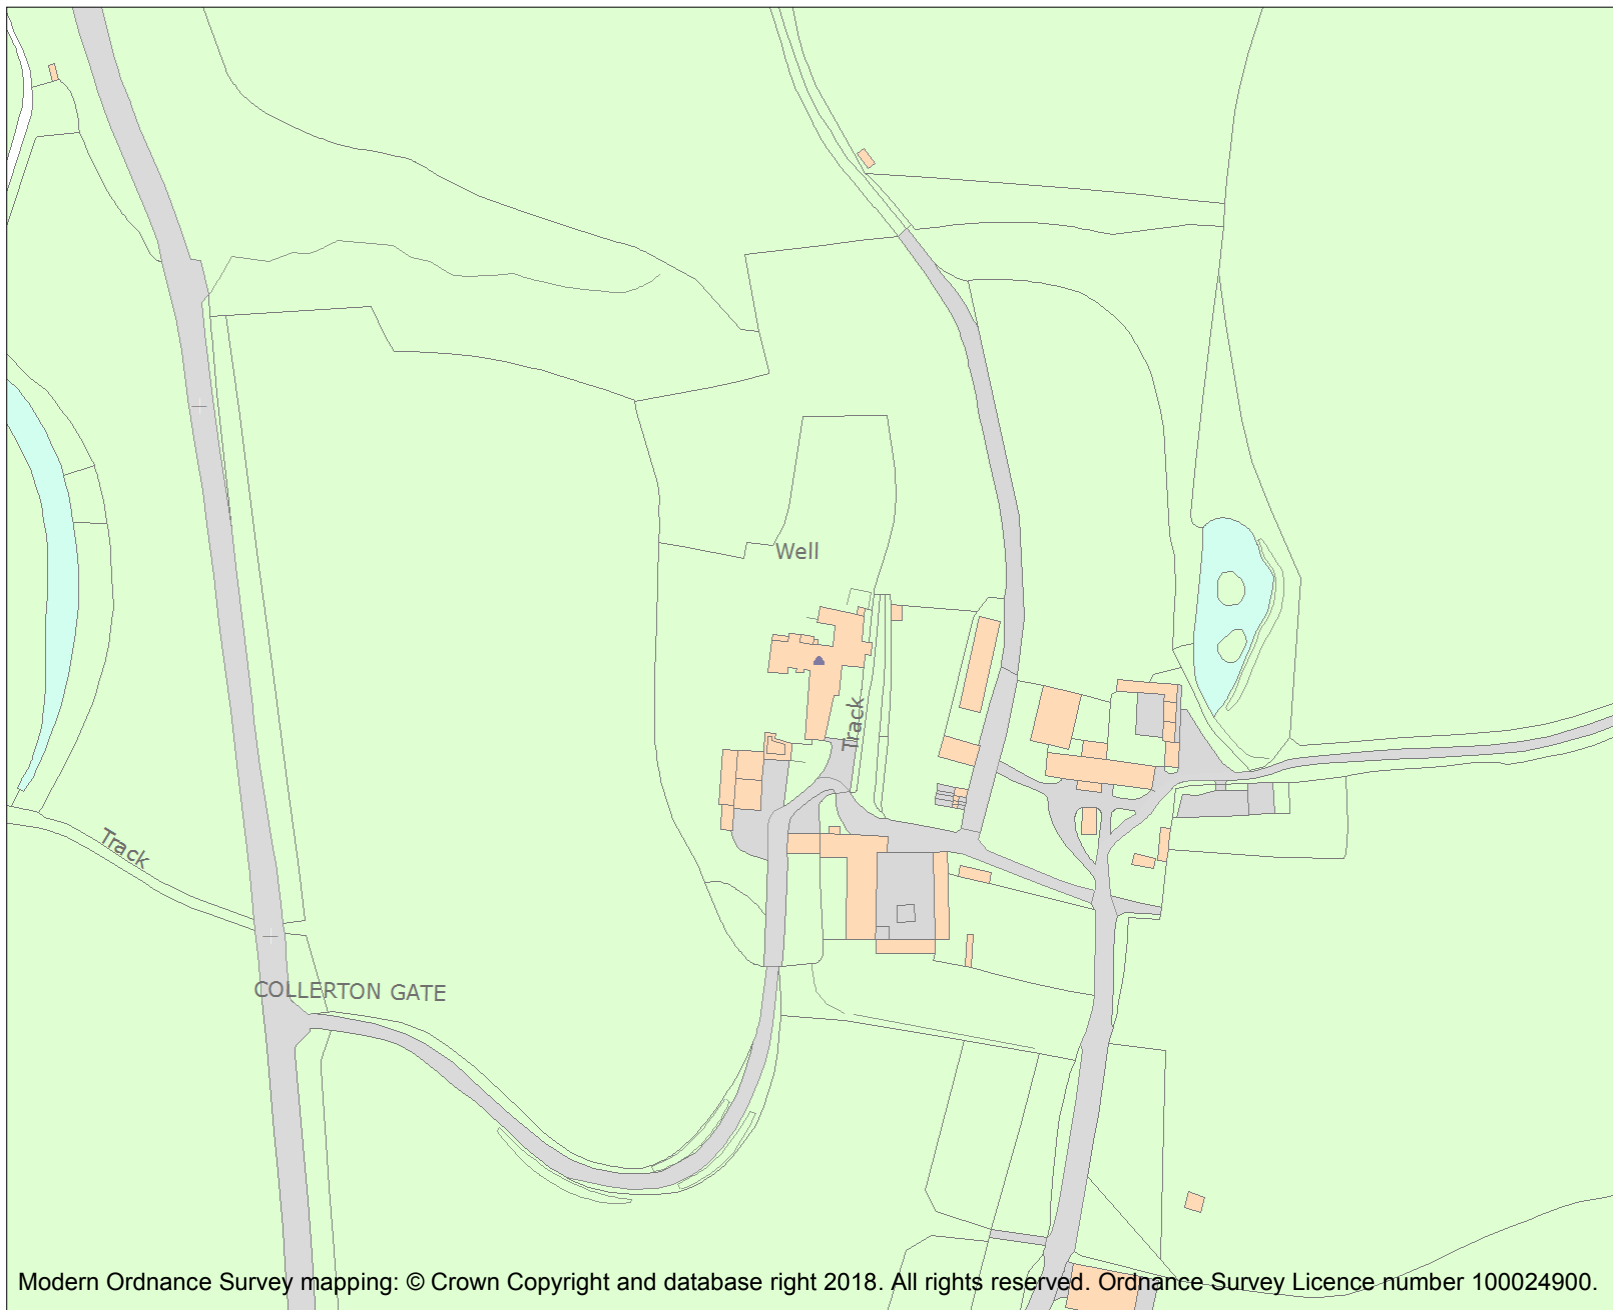 Well
Track
Track
COLLERTON GATE
Modern Ordnance Survey mapping: © Crown Copyright and database right 2018. All rights reserved. Ordnance Survey Licence number 100024900.